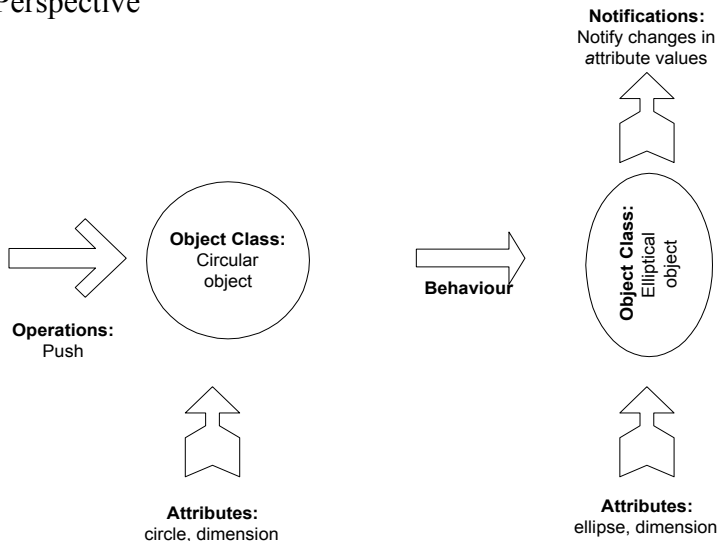 Perspective
Notifications:
Notify changes in
attribute values
Object Class:
Circular
object
Operations:
Push
Behaviour
Object Class:
Elliptical
object
Attributes:
circle, dimension
Attributes:
ellipse, dimension